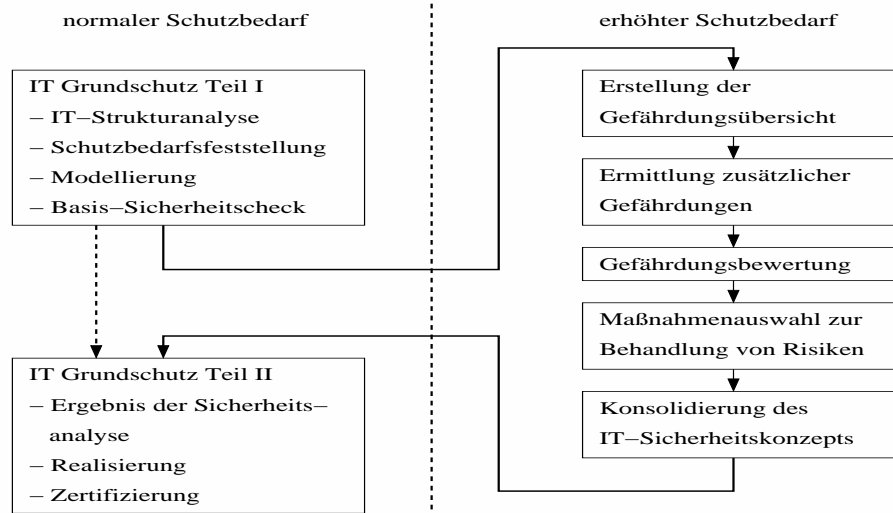 normaler Schutzbedarf
erhöhter Schutzbedarf
IT Grundschutz Teil I
– IT–Strukturanalyse
– Schutzbedarfsfeststellung
– Modellierung
– Basis–Sicherheitscheck
IT Grundschutz Teil II
– Ergebnis der Sicherheits–
analyse
– Realisierung
– Zertifizierung
Erstellung der
Gefährdungsübersicht
Ermittlung zusätzlicher
Gefährdungen
Gefährdungsbewertung
Maßnahmenauswahl zur
Behandlung von Risiken
Konsolidierung des
IT–Sicherheitskonzepts